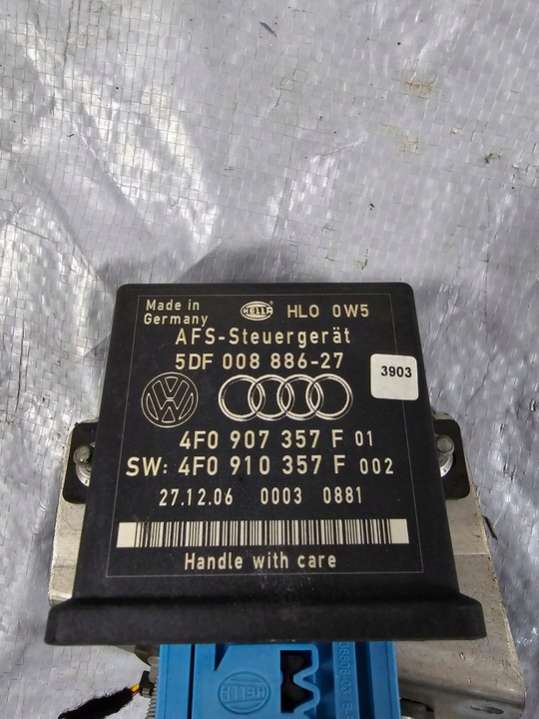 Made in
Germany
HELLA
HLO 0W5
AFS-Steuergerät
5DF 008 886-27
3903
4F0 907 357 F 01
SW: 4F0 910 357 F 002
27.12.06 0003 0881
Handle with care
HELLA